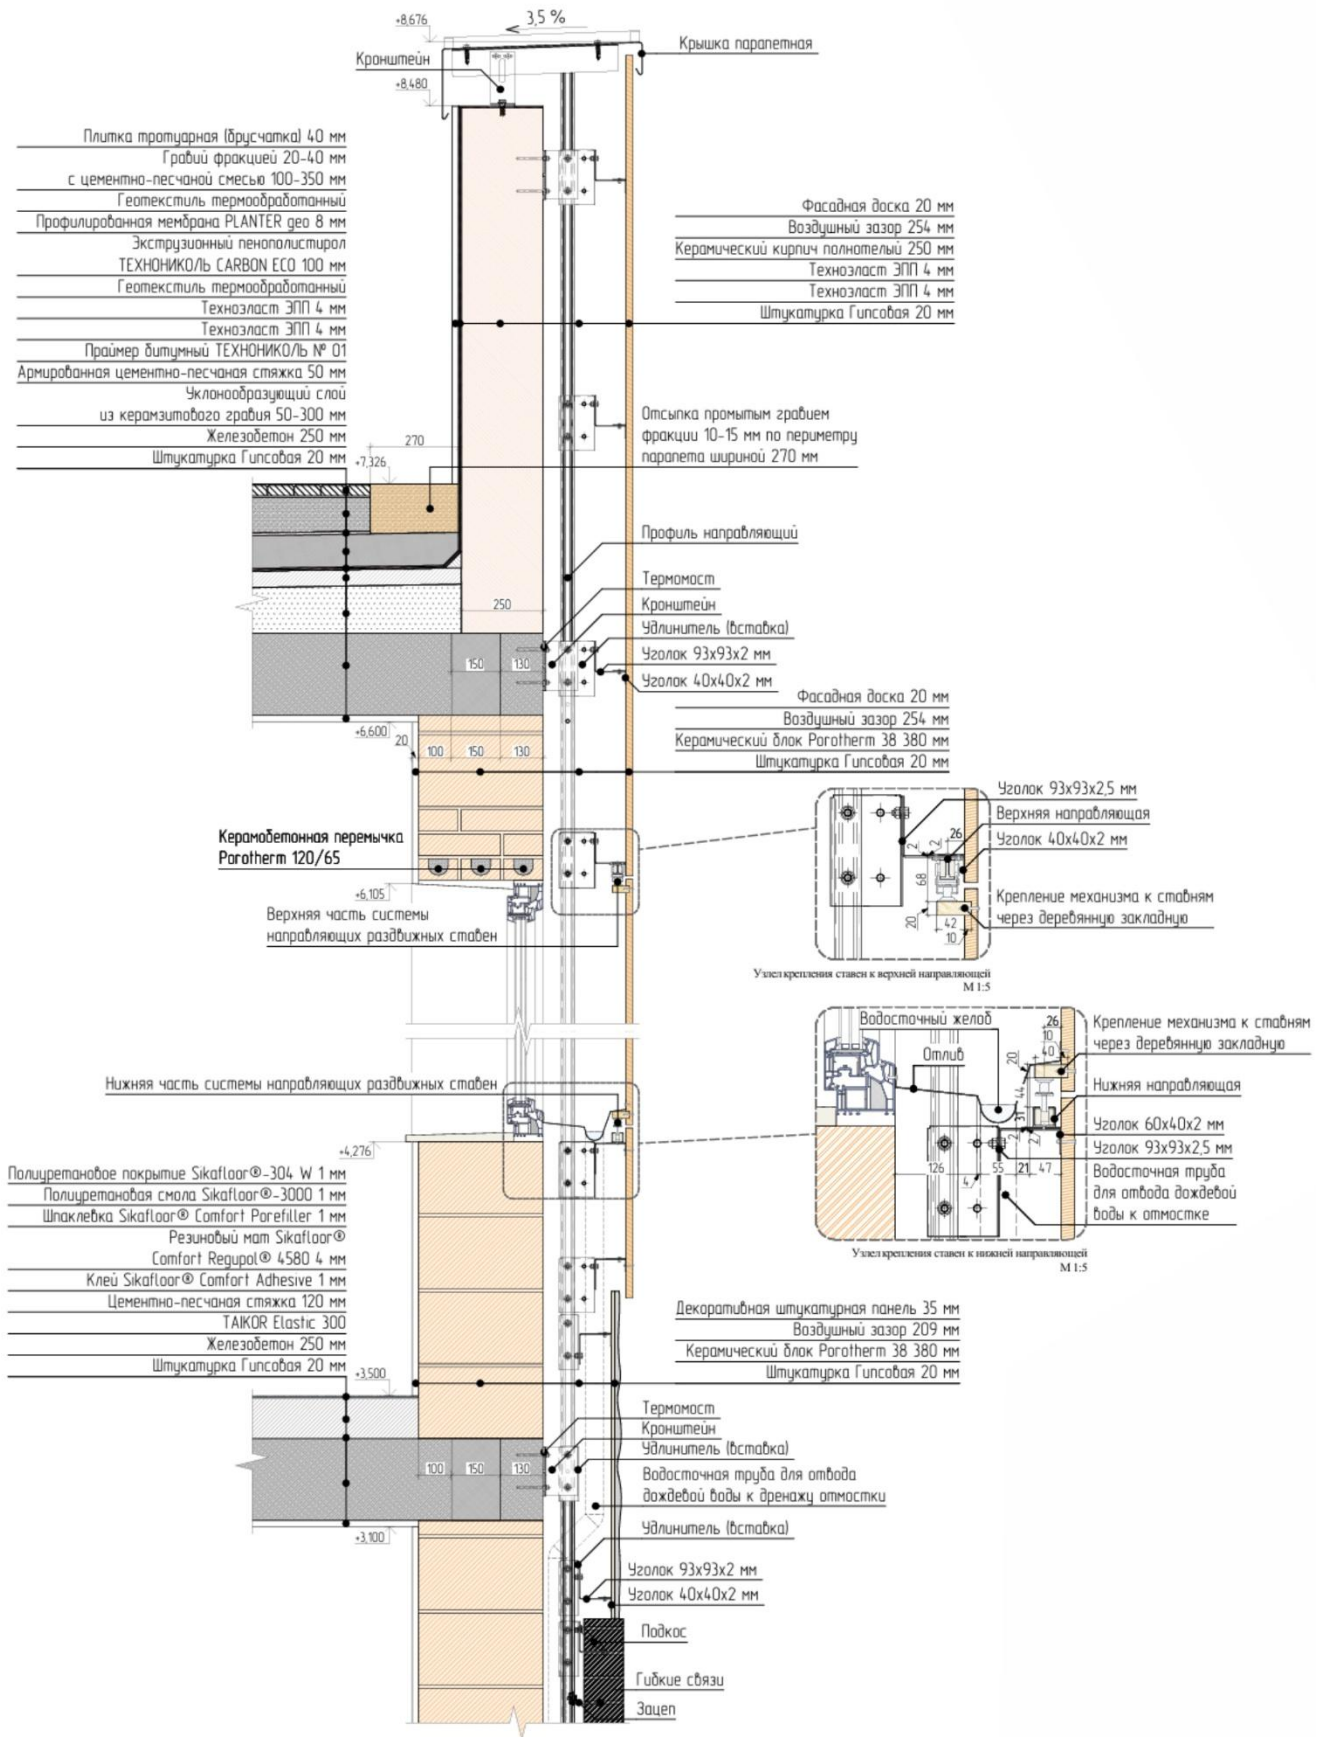 +8,676
3,5 %
Крышка парапетная
Кронштейн
+8,480
Плитка тротуарная (брусчатка) 40 мм
Гравий фракцией 20-40 мм
с цементно-песчаной смесью 100-350 мм
Геотекстиль термообработанный
Профилированная мембрана PLANTER geo 8 мм
Экструзионный пенополистирол
ТЕХНОНИКОЛЬ CARBON ECO 100 мм
Геотекстиль термообработанный
Техноэласт ЭПП 4 мм
Техноэласт ЭПП 4 мм
Праймер битумный ТЕХНОНИКОЛЬ № 01
Армированная цементно-песчаная стяжка 50 мм
Уклонообразующий слой
из керамзитового гравия 50-300 мм
Железобетон 250 мм
Штукатурка Гипсовая 20 мм
Фасадная доска 20 мм
Воздушный зазор 254 мм
Керамический кирпич полнотелый 250 мм
Техноэласт ЭПП 4 мм
Техноэласт ЭПП 4 мм
Штукатурка Гипсовая 20 мм
270
+7,326
Отсыпка промытым гравием
фракции 10-15 мм по периметру
парапета шириной 270 мм
Профиль направляющий
Термомост
Кронштейн
Удлинитель (вставка)
Уголок 93х93х2 мм
Уголок 40х40х2 мм
250
150
130
Фасадная доска 20 мм
Воздушный зазор 254 мм
Керамический блок Porotherm 38 380 мм
Штукатурка Гипсовая 20 мм
+6,600
20
100
150
130
Керамобетонная перемычка
Porotherm 120/65
+6,105
Верхняя часть системы
направляющих раздвижных ставен
Уголок 93х93х2,5 мм
Верхняя направляющая
Уголок 40х40х2 мм
Крепление механизма к ставням
через деревянную закладную
26
2
2
68
20
42
10
Узел крепления ставен к верхней направляющей
М 1:5
Водосточный желоб
Отлив
26
10
40
20
44
31
2
2
126
55
21
47
4
Крепление механизма к ставням
через деревянную закладную
Нижняя направляющая
Уголок 60х40х2 мм
Уголок 93х93х2,5 мм
Водосточная труба
для отвода дождевой
воды к отмостке
Узел крепления ставен к нижней направляющей
М 1:5
Нижняя часть системы направляющих раздвижных ставен
+4,276
Полиуретановое покрытие Sikafloor®-304 W 1 мм
Полиуретановая смола Sikafloor®-3000 1 мм
Шпаклевка Sikafloor® Comfort Porefiller 1 мм
Резиновый мат Sikafloor®
Comfort Regupol® 4580 4 мм
Клей Sikafloor® Comfort Adhesive 1 мм
Цементно-песчаная стяжка 120 мм
TAIKOR Elastic 300
Железобетон 250 мм
Штукатурка Гипсовая 20 мм
+3,500
Декоративная штукатурная панель 35 мм
Воздушный зазор 209 мм
Керамический блок Porotherm 38 380 мм
Штукатурка Гипсовая 20 мм
Термомост
Кронштейн
Удлинитель (вставка)
Водосточная труба для отвода
дождевой воды к дренажу отмостки
100
150
130
+3,100
Удлинитель (вставка)
Уголок 93х93х2 мм
Уголок 40х40х2 мм
Подкос
Гибкие связи
Зацеп